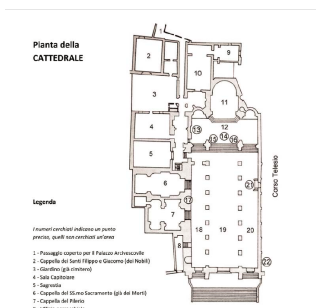 Pianta della
CATTEDRALE
1
2
9
10
3
11
4
13
12
15
14
16
5
Corso Telesio
6
21
17
7
18
19
20
8
22
Legenda
I numeri cerchiati indicano un punto
preciso, quelli non cerchiati un'area
1 - Passaggio coperto per il Palazzo Arcivescovile
2 - Cappella dei Santi Filippo e Giacomo (dei Nobili)
3 - Giardino (già cimitero)
4 - Sala Capitolare
5 - Sagrestia
6 - Cappella del SS.mo Sacramento (già dei Morti)
7 - Cappella del Pilerio